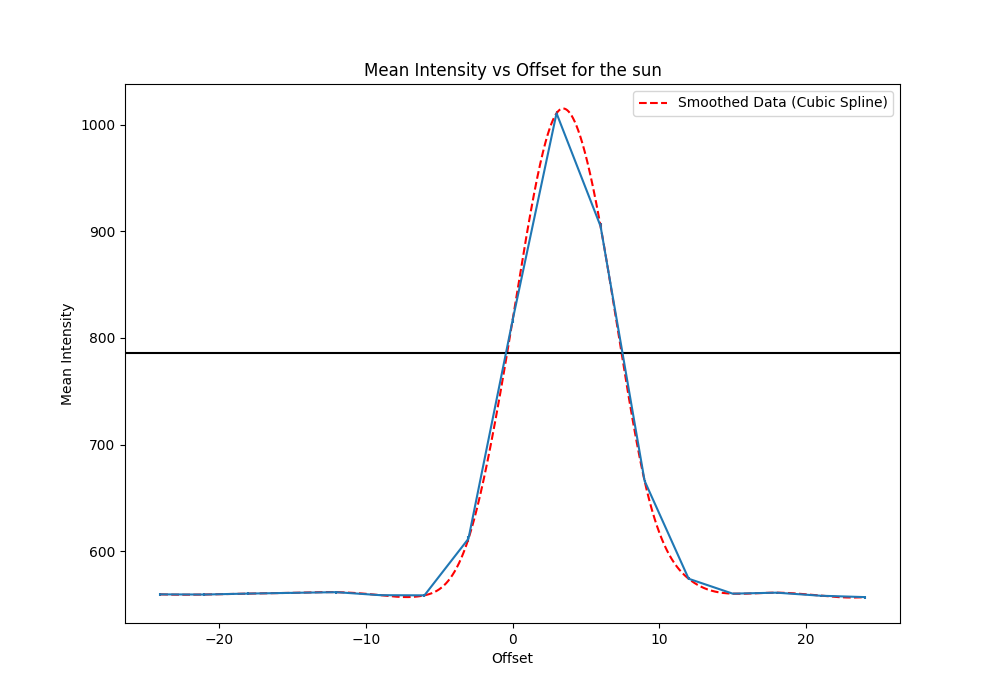 Mean Intensity vs Offset for the sun
Smoothed Data (Cubic Spline)
1000
900
800
700
600
Mean Intensity
−20
−10
0
10
20
Offset